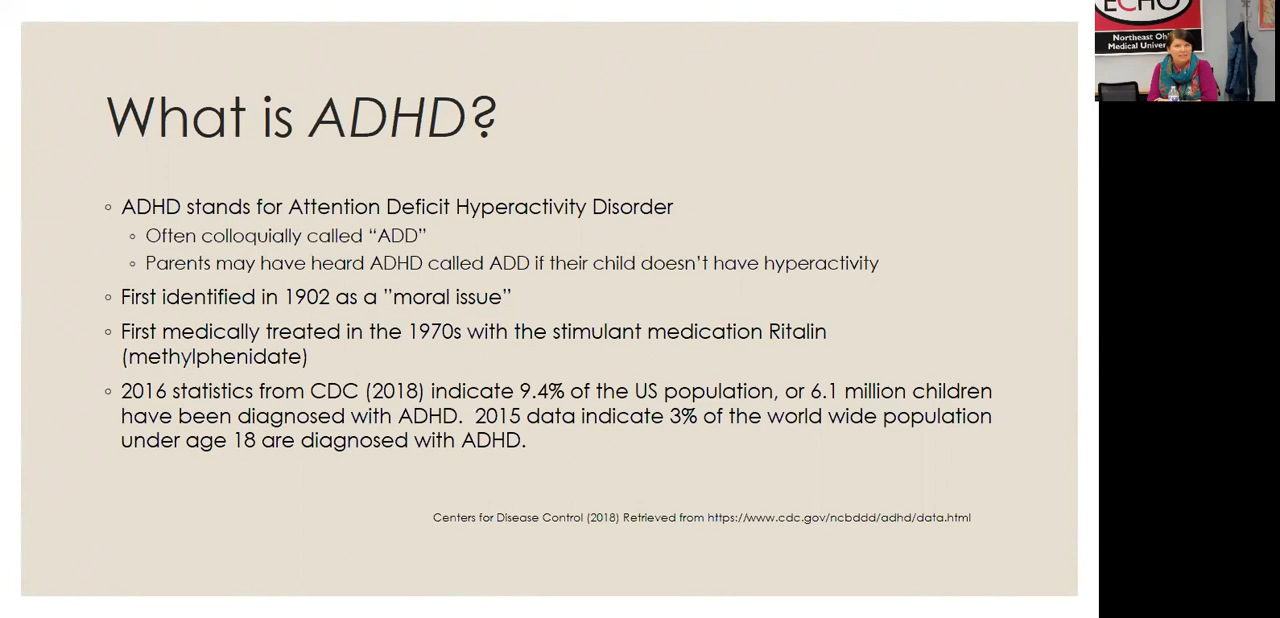 What is ADHD?
◦ ADHD stands for Attention Deficit Hyperactivity Disorder
◦ Often colloquially called “ADD”
◦ Parents may have heard ADHD called ADD if their child doesn’t have hyperactivity
◦ First identified in 1902 as a ”moral issue”
◦ First medically treated in the 1970s with the stimulant medication Ritalin
(methylphenidate)
◦ 2016 statistics from CDC (2018) indicate 9.4% of the US population, or 6.1 million children
have been diagnosed with ADHD.  2015 data indicate 3% of the world wide population
under age 18 are diagnosed with ADHD.
Centers for Disease Control (2018) Retrieved from https://www.cdc.gov/ncbddd/adhd/data.html
ECHO
Northeast Oh
Medical Univer